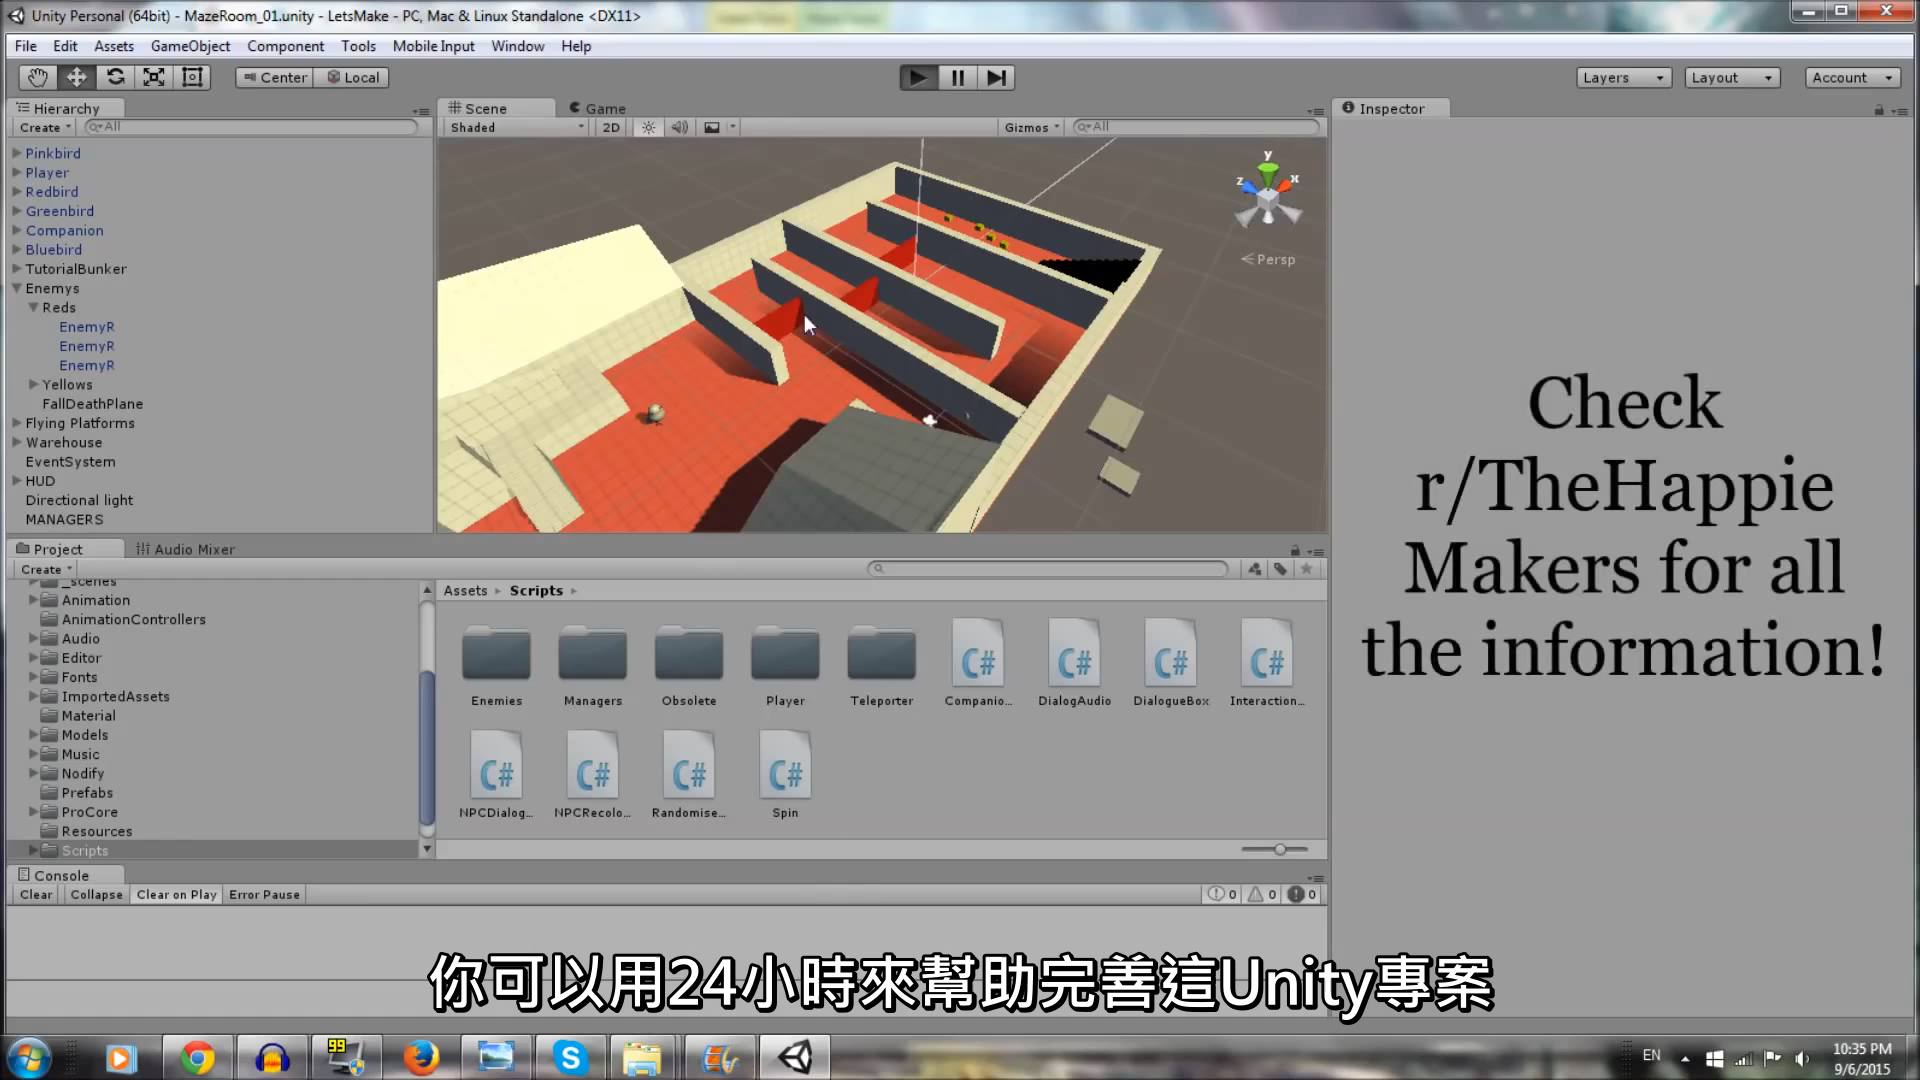 Unity Personal (64bit) - MazeRoom_01.unity - LetsMake - PC, Mac & Linux Standalone <DX11>
File Edit Assets GameObject Component Tools Mobile Input Window Help
Center Local
Layers Layout Account
Hierarchy
Create All
Pinkbird
Player
Redbird
Greenbird
Companion
Bluebird
TutorialBunker
Enemys
Reds
EnemyR
EnemyR
EnemyR
Yellows
FallDeathPlane
Flying Platforms
Warehouse
EventSystem
HUD
Directional light
MANAGERS
Scene Game
Shaded 2D Gizmos All
y
z x
Persp
Inspector
Check
r/TheHappie
Makers for all
the information!
Project Audio Mixer
Create
_scenes
Animation
AnimationControllers
Audio
Editor
Fonts
ImportedAssets
Material
Models
Music
Nodify
Prefabs
ProCore
Resources
Scripts
Assets Scripts
C# C# C# C#
Enemies Managers Obsolete Player Teleporter Companio... DialogAudio DialogueBox Interaction...
C# C# C# C#
NPCDialog... NPCRecolo... Randomise... Spin
Console
Clear Collapse Clear on Play Error Pause 0 0 0
你可以用24小時來幫助完善這Unity專案
99
EN
10:35 PM
9/6/2015